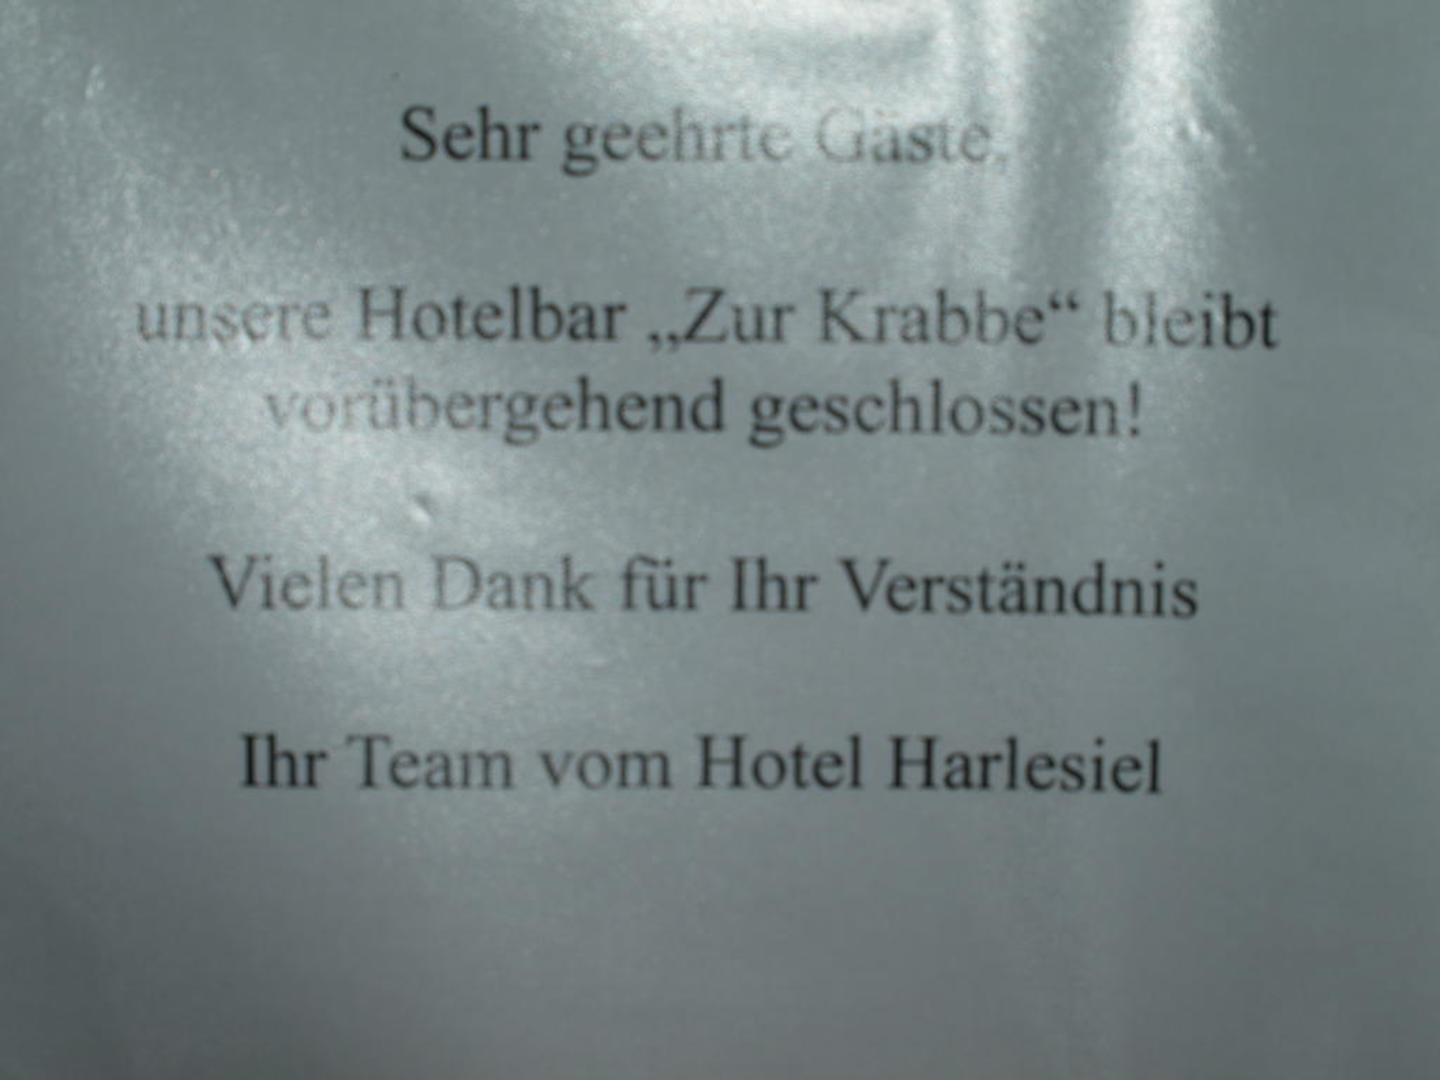 Sehr geehrte Gäste,
unsere Hotelbar „Zur Krabbe“ bleibt
vorübergehend geschlossen!
Vielen Dank für Ihr Verständnis
Ihr Team vom Hotel Harlesiel